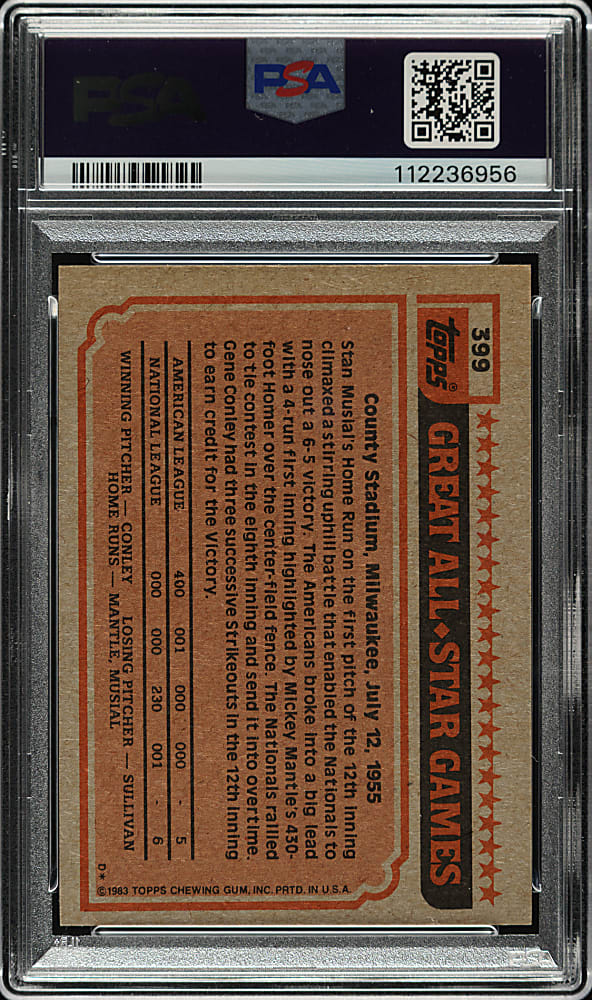 PSA
PSA
112236956
399
topps®
GREAT ALL-STAR GAMES
County Stadium, Milwaukee, July 12, 1955
Stan Musial's Home Run on the first pitch of the 12th inning
climaxed a stirring uphill battle that enabled the Nationals to
nose out a 6-5 victory. The Americans broke into a big lead
with a 4-run first inning highlighted by Mickey Mantle's 430-
foot Homer over the center-field fence. The Nationals rallied
to tie contest in the eighth inning and send it into overtime.
Gene Conley had three successive Strikeouts in the 12th inning
to earn credit for the Victory.
AMERICAN LEAGUE 400 001 000 000 - 5
NATIONAL LEAGUE 000 000 230 001 - 6
WINNING PITCHER — CONLEY LOSING PITCHER — SULLIVAN
HOME RUNS — MANTLE, MUSIAL
D* ©1983 TOPPS CHEWING GUM, INC. PRTD. IN U.S.A.
PSA